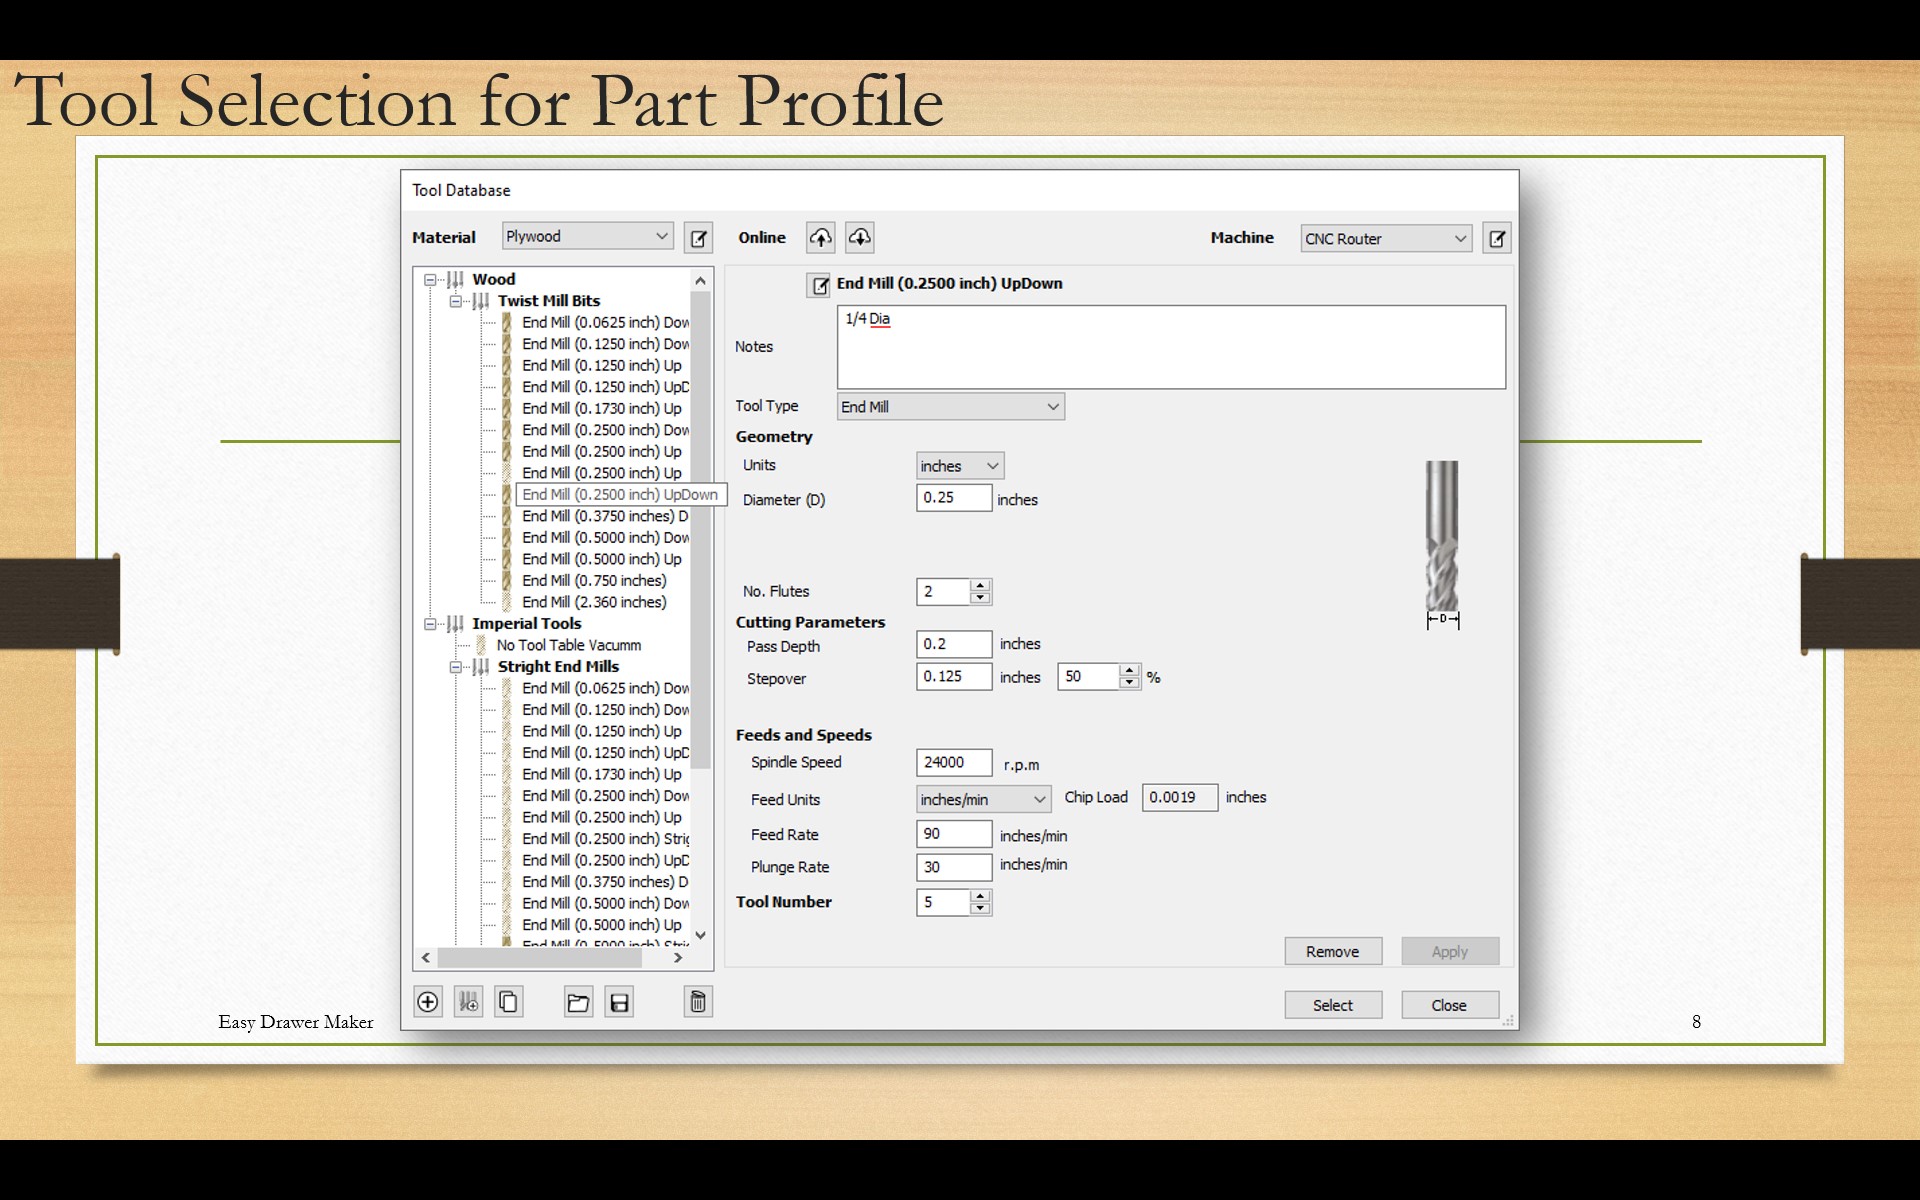 Tool Selection for Part Profile
Tool Database
Material Plywood Online Machine CNC Router
Wood
Twist Mill Bits
End Mill (0.0625 inch) Dow
End Mill (0.1250 inch) Dow
End Mill (0.1250 inch) Up
End Mill (0.1250 inch) UpD
End Mill (0.1730 inch) Up
End Mill (0.2500 inch) Dow
End Mill (0.2500 inch) Up
End Mill (0.2500 inch) Up
End Mill (0.2500 inch) UpDown
End Mill (0.3750 inches) D
End Mill (0.5000 inch) Dow
End Mill (0.5000 inch) Up
End Mill (0.750 inches)
End Mill (2.360 inches)
Imperial Tools
No Tool Table Vacumm
Stright End Mills
End Mill (0.0625 inch) Dow
End Mill (0.1250 inch) Dow
End Mill (0.1250 inch) Up
End Mill (0.1250 inch) UpD
End Mill (0.1730 inch) Up
End Mill (0.2500 inch) Dow
End Mill (0.2500 inch) Up
End Mill (0.2500 inch) Strig
End Mill (0.2500 inch) UpD
End Mill (0.3750 inches) D
End Mill (0.5000 inch) Dow
End Mill (0.5000 inch) Up
End Mill (0.5000 inch) Stric
End Mill (0.2500 inch) UpDown
Notes 1/4 Dia
Tool Type End Mill
Geometry
Units inches
Diameter (D) 0.25 inches
No. Flutes 2
D
Cutting Parameters
Pass Depth 0.2 inches
Stepover 0.125 inches 50 %
Feeds and Speeds
Spindle Speed 24000 r.p.m
Feed Units inches/min Chip Load 0.0019 inches
Feed Rate 90 inches/min
Plunge Rate 30 inches/min
Tool Number 5
Remove Apply
Select Close
Easy Drawer Maker
8